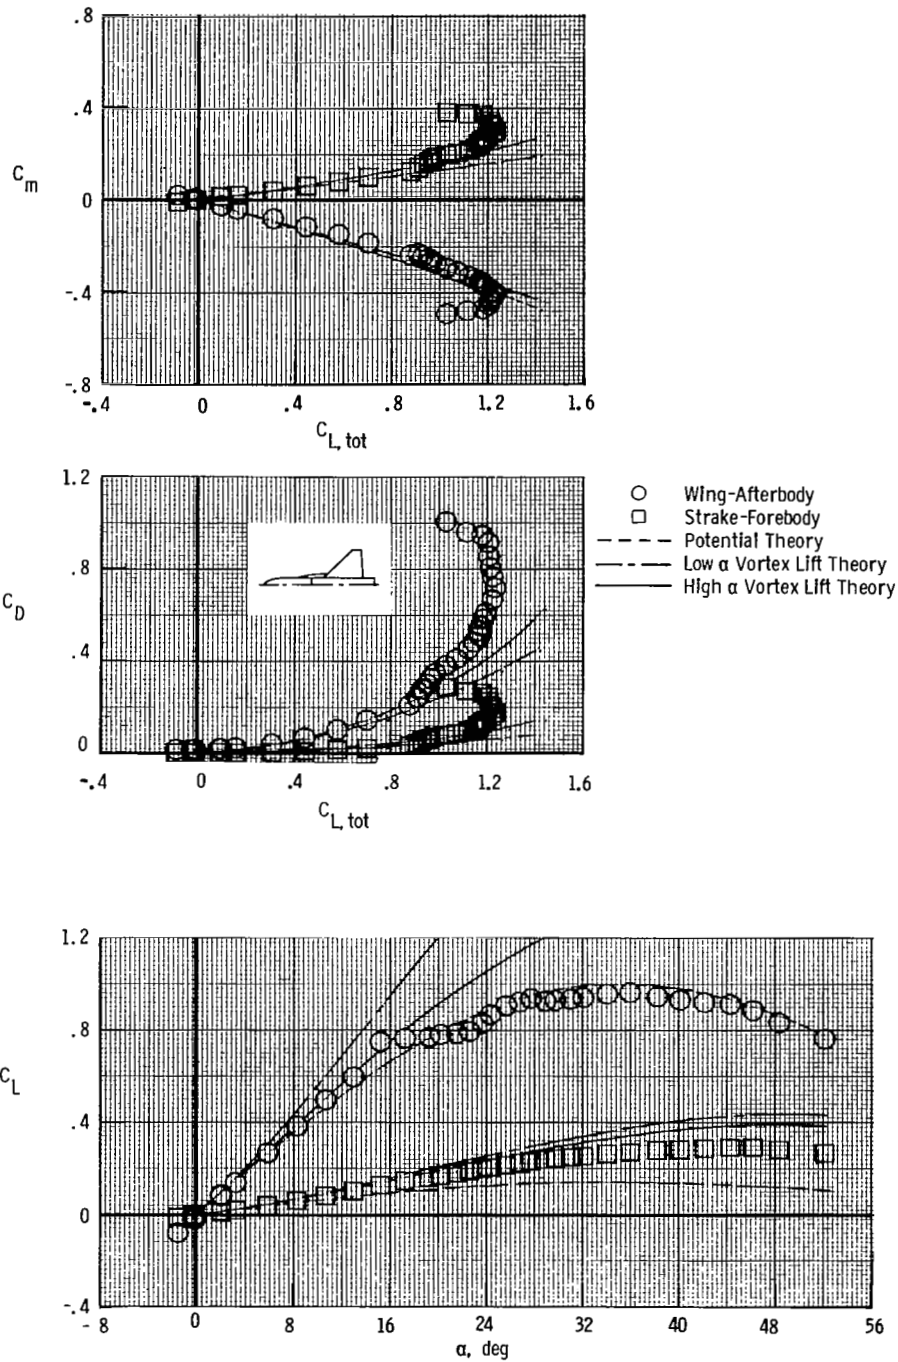 .8
.4
0
-.4
-.8
C_m
-.4 0 .4 .8 1.2 1.6
C_L, tot
1.2
.8
.4
0
C_D
-.4 0 .4 .8 1.2 1.6
C_L, tot
Wing-Afterbody
Strake-Forebody
Potential Theory
Low α Vortex Lift Theory
High α Vortex Lift Theory
1.2
.8
.4
0
-.4
C_L
-8 0 8 16 24 32 40 48 56
α, deg